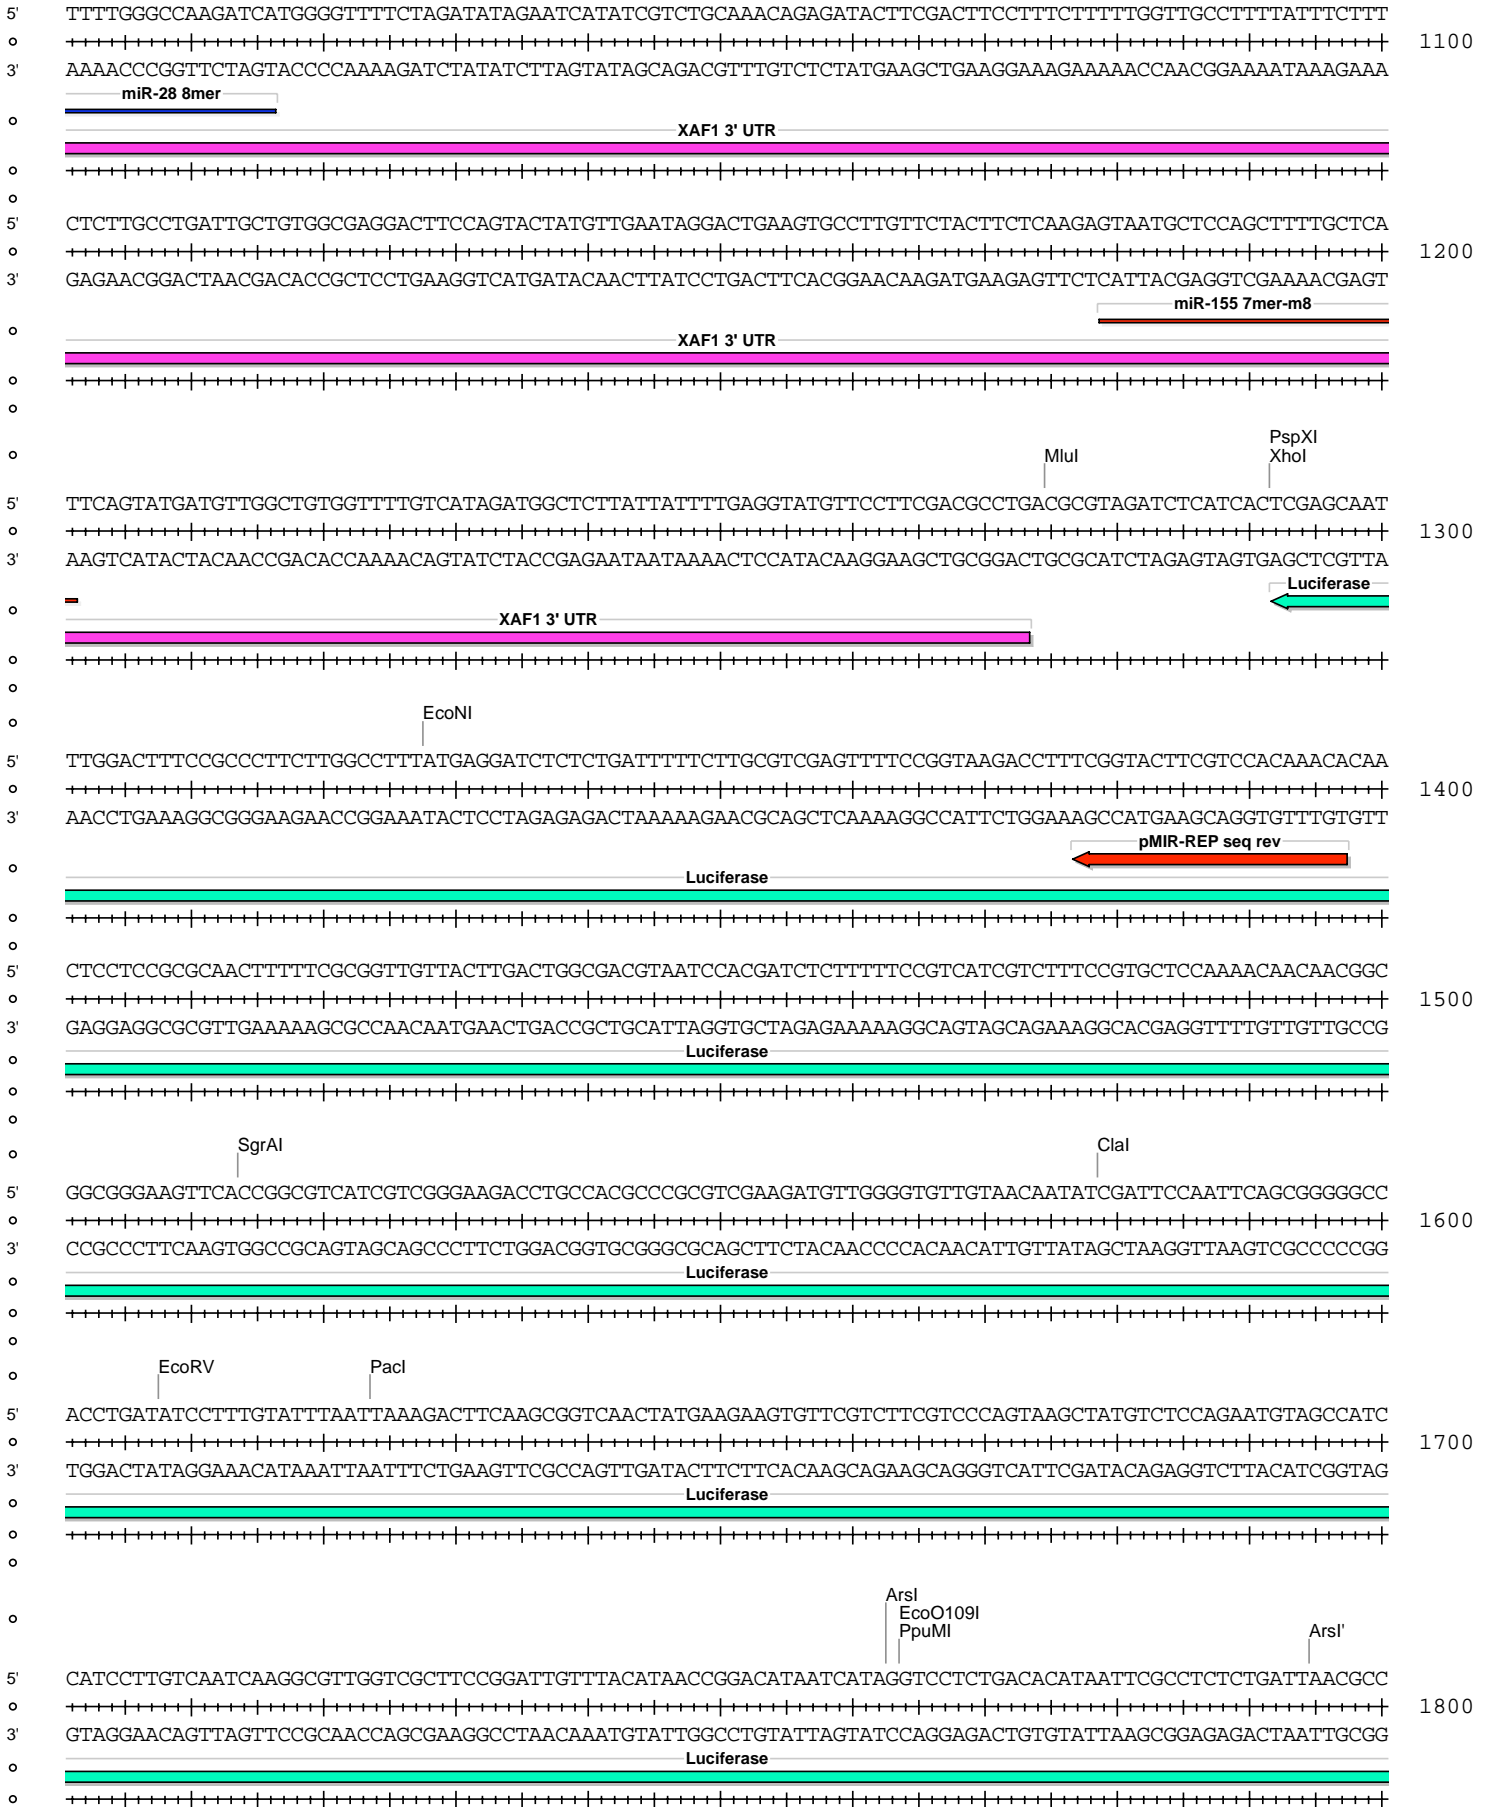 5' TTTTGGGCCAAGATCATGGGGTTTTCTAGATATAGAATCATATCGTCTGCAAACAGAGATACTTCGACTTCCTTTCTTTTTGGTTGCCTTTTATTTCTTT
1100
3' AAAACCCGGTTCTAGTACCCCAAAAGATCTATATCTTAGTATAGCAGACGTTTGTCTCTATGAAGCTGAAGGAAAGAAAAACCAACGGAAAATAAAGAAA
miR-28 8mer
XAF1 3' UTR
5' CTCTTGCCTGATTGCTGTGGCGAGGACTTCCAGTACTATGTTGAATAGGACTGAAGTGCCTTGTTCTACTTCTCAAGAGTAATGCTCCAGCTTTTGCTCA
1200
3' GAGAACGGACTAACGACACCGCTCCTGAAGGTCATGATACAACTTATCCTGACTTCACGGAACAAGATGAAGAGTTCTCATTACGAGGTCGAAAACGAGT
miR-155 7mer-m8
XAF1 3' UTR
PspXI
MluI XhoI
5' TTCAGTATGATGTTGGCTGTGGTTTTGTCATAGATGGCTCTTATTATTTTGAGGTATGTTCCTTCGACGCCTGACGCGTAGATCTCATCACTCGAGCAAT
1300
3' AAGTCATACTACAACCGACACCAAAACAGTATCTACCGAGAATAATAAAACTCCATACAAGGAAGCTGCGGACTGCGCATCTAGAGTAGTGAGCTCGTTA
Luciferase
XAF1 3' UTR
EcoNI
5' TTGGACTTTCCGCCCTTCTTGGCCTTTATGAGGATCTCTCTGATTTTTCTTGCGTCGAGTTTTCCGGTAAGACCTTTCGGTACTTCGTCCACAAACACAA
1400
3' AACCTGAAAGGCGGGAAGAACCGGAAATACTCCTAGAGAGACTAAAAAGAACGCAGCTCAAAAGGCCATTCTGGAAAGCCATGAAGCAGGTGTTTGTGTT
pMIR-REP seq rev
Luciferase
5' CTCCTCCGCGCAACTTTTTCGCGGTTGTTACTTGACTGGCGACGTAATCCACGATCTCTTTTTCCGTCATCGTCTTTCCGTGCTCCAAAACAACAACGGC
1500
3' GAGGAGGCGCGTTGAAAAAGCGCCAACAATGAACTGACCGCTGCATTAGGTGCTAGAGAAAAAGGCAGTAGCAGAAAGGCACGAGGTTTTGTTGTTGCCG
Luciferase
SgrAI ClaI
5' GGCGGGAAGTTCACCGGCGTCATCGTCGGGAAGACCTGCCACGCCCGCGTCGAAGATGTTGGGGTGTTGTAACAATATCGATTCCAATTCAGCGGGGGCC
1600
3' CCGCCCTTCAAGTGGCCGCAGTAGCAGCCCTTCTGGACGGTGCGGGCGCAGCTTCTACAACCCCACAACATTGTTATAGCTAAGGTTAAGTCGCCCCCGG
Luciferase
EcoRV PacI
5' ACCTGATATCCTTTGTATTTAATTAAAGACTTCAAGCGGTCAACTATGAAGAAGTGTTCGTCTTCGTCCCAGTAAGCTATGTCTCCAGAATGTAGCCATC
1700
3' TGGACTATAGGAAACATAAATTAATTTCTGAAGTTCGCCAGTTGATACTTCTTCACAAGCAGAAGCAGGGTCATTCGATACAGAGGTCTTACATCGGTAG
Luciferase
ArsI
EcoO109I
PpuMI ArsI'
5' CATCCTTGTCAATCAAGGCGTTGGTCGCTTCCGGATTGTTTACATAACCGGACATAATCATAGGTCCTCTGACACATAATTCGCCTCTCTGATTAACGCC
1800
3' GTAGGAACAGTTAGTTCCGCAACCAGCGAAGGCCTAACAAATGTATTGGCCTGTATTAGTATCCAGGAGACTGTGTATTAAGCGGAGAGACTAATTGCGG
Luciferase